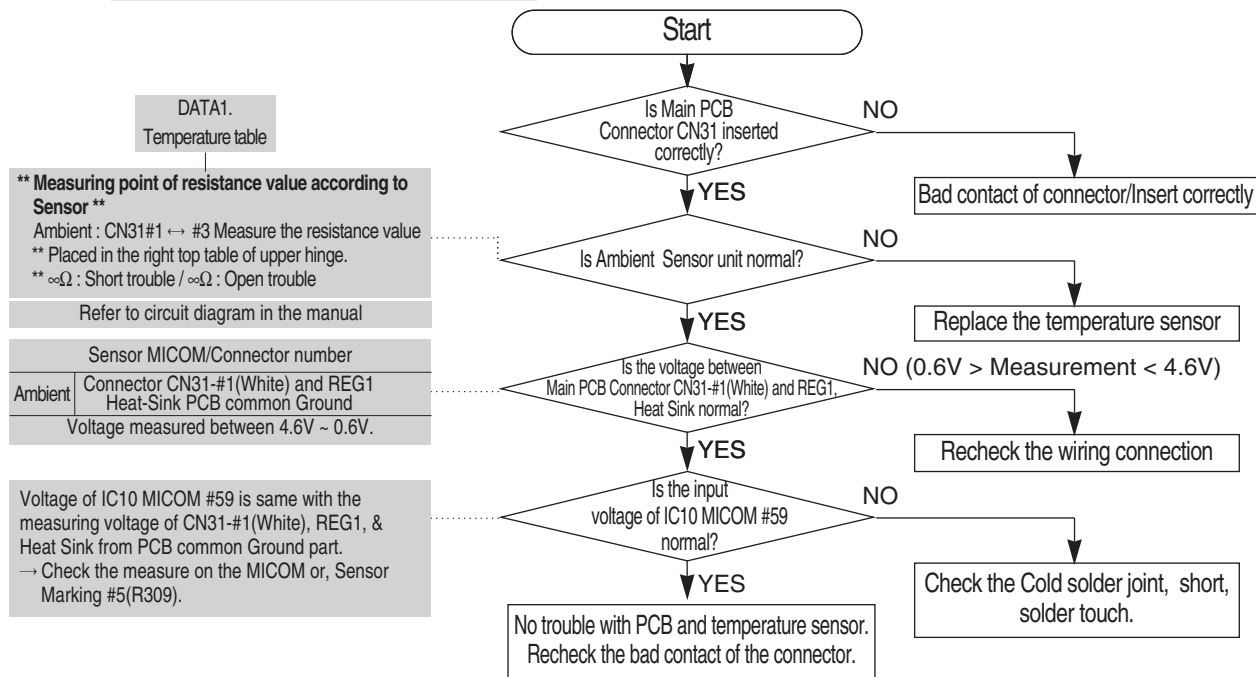 Start
Is Main PCB
Connector CN31 inserted
correctly?
NO
Bad contact of connector/Insert correctly
YES
DATA1.
Temperature table
** Measuring point of resistance value according to
Sensor **
Ambient : CN31#1 ↔ #3 Measure the resistance value
** Placed in the right top table of upper hinge.
** ∞Ω : Short trouble / ∞Ω : Open trouble
Refer to circuit diagram in the manual
Is Ambient Sensor unit normal?
NO
Replace the temperature sensor
YES
Sensor MICOM/Connector number
Ambient
Connector CN31-#1(White) and REG1
Heat-Sink PCB common Ground
Voltage measured between 4.6V ~ 0.6V.
Is the voltage between
Main PCB Connector CN31-#1(White) and REG1,
Heat Sink normal?
NO (0.6V > Measurement < 4.6V)
Recheck the wiring connection
YES
Voltage of IC10 MICOM #59 is same with the
measuring voltage of CN31-#1(White), REG1, &
Heat Sink from PCB common Ground part.
→ Check the measure on the MICOM or, Sensor
Marking #5(R309).
Is the input
voltage of IC10 MICOM #59
normal?
NO
Check the Cold solder joint, short,
solder touch.
YES
No trouble with PCB and temperature sensor.
Recheck the bad contact of the connector.